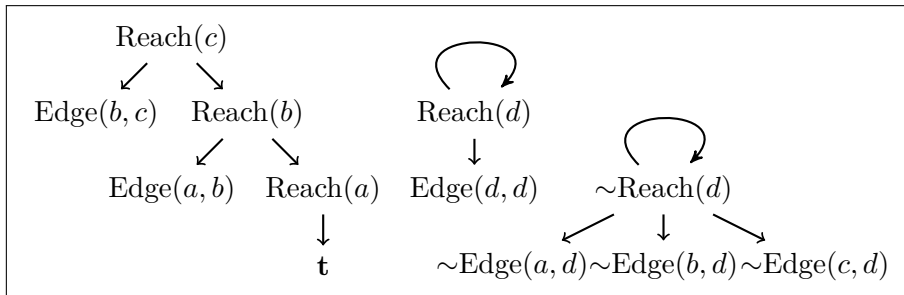 Reach(c)
Edge(b, c) Reach(b) Reach(d)
Edge(a, b) Reach(a) Edge(d, d) ∼Reach(d)
t ∼Edge(a, d)∼Edge(b, d)∼Edge(c, d)